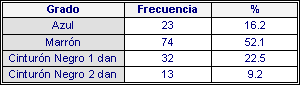 Grado Frecuencia %
Azul 23 16.2
Marrón 74 52.1
Cinturón Negro 1 dan 32 22.5
Cinturón Negro 2 dan 13 9.2